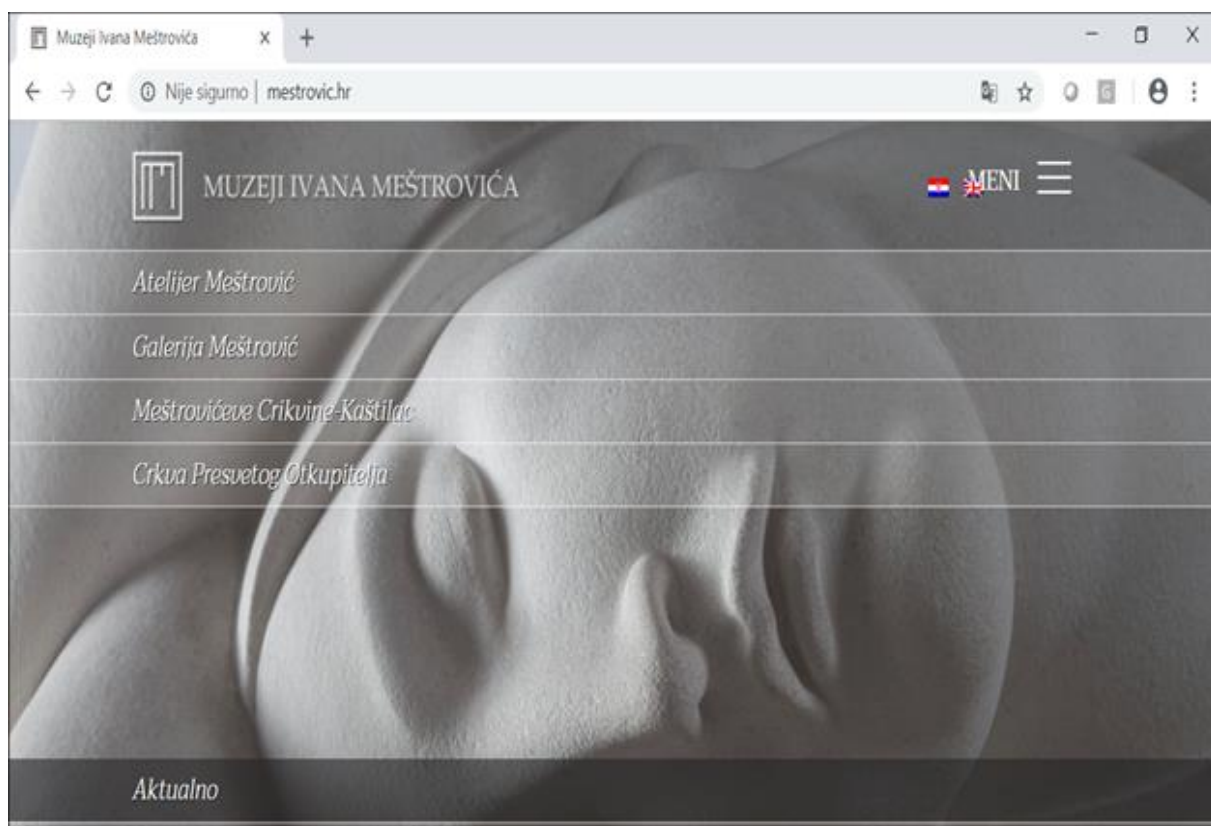 Muzeji Ivana Meštrovića
Nije sigurno | mestrovic.hr
MUZEJI IVANA MEŠTROVIĆA
MENI
Atelijer Meštrović
Galerija Meštrović
Meštrovićeve Crikvine-Kaštilac
Crkva Presvetog Otkupitelja
Aktualno